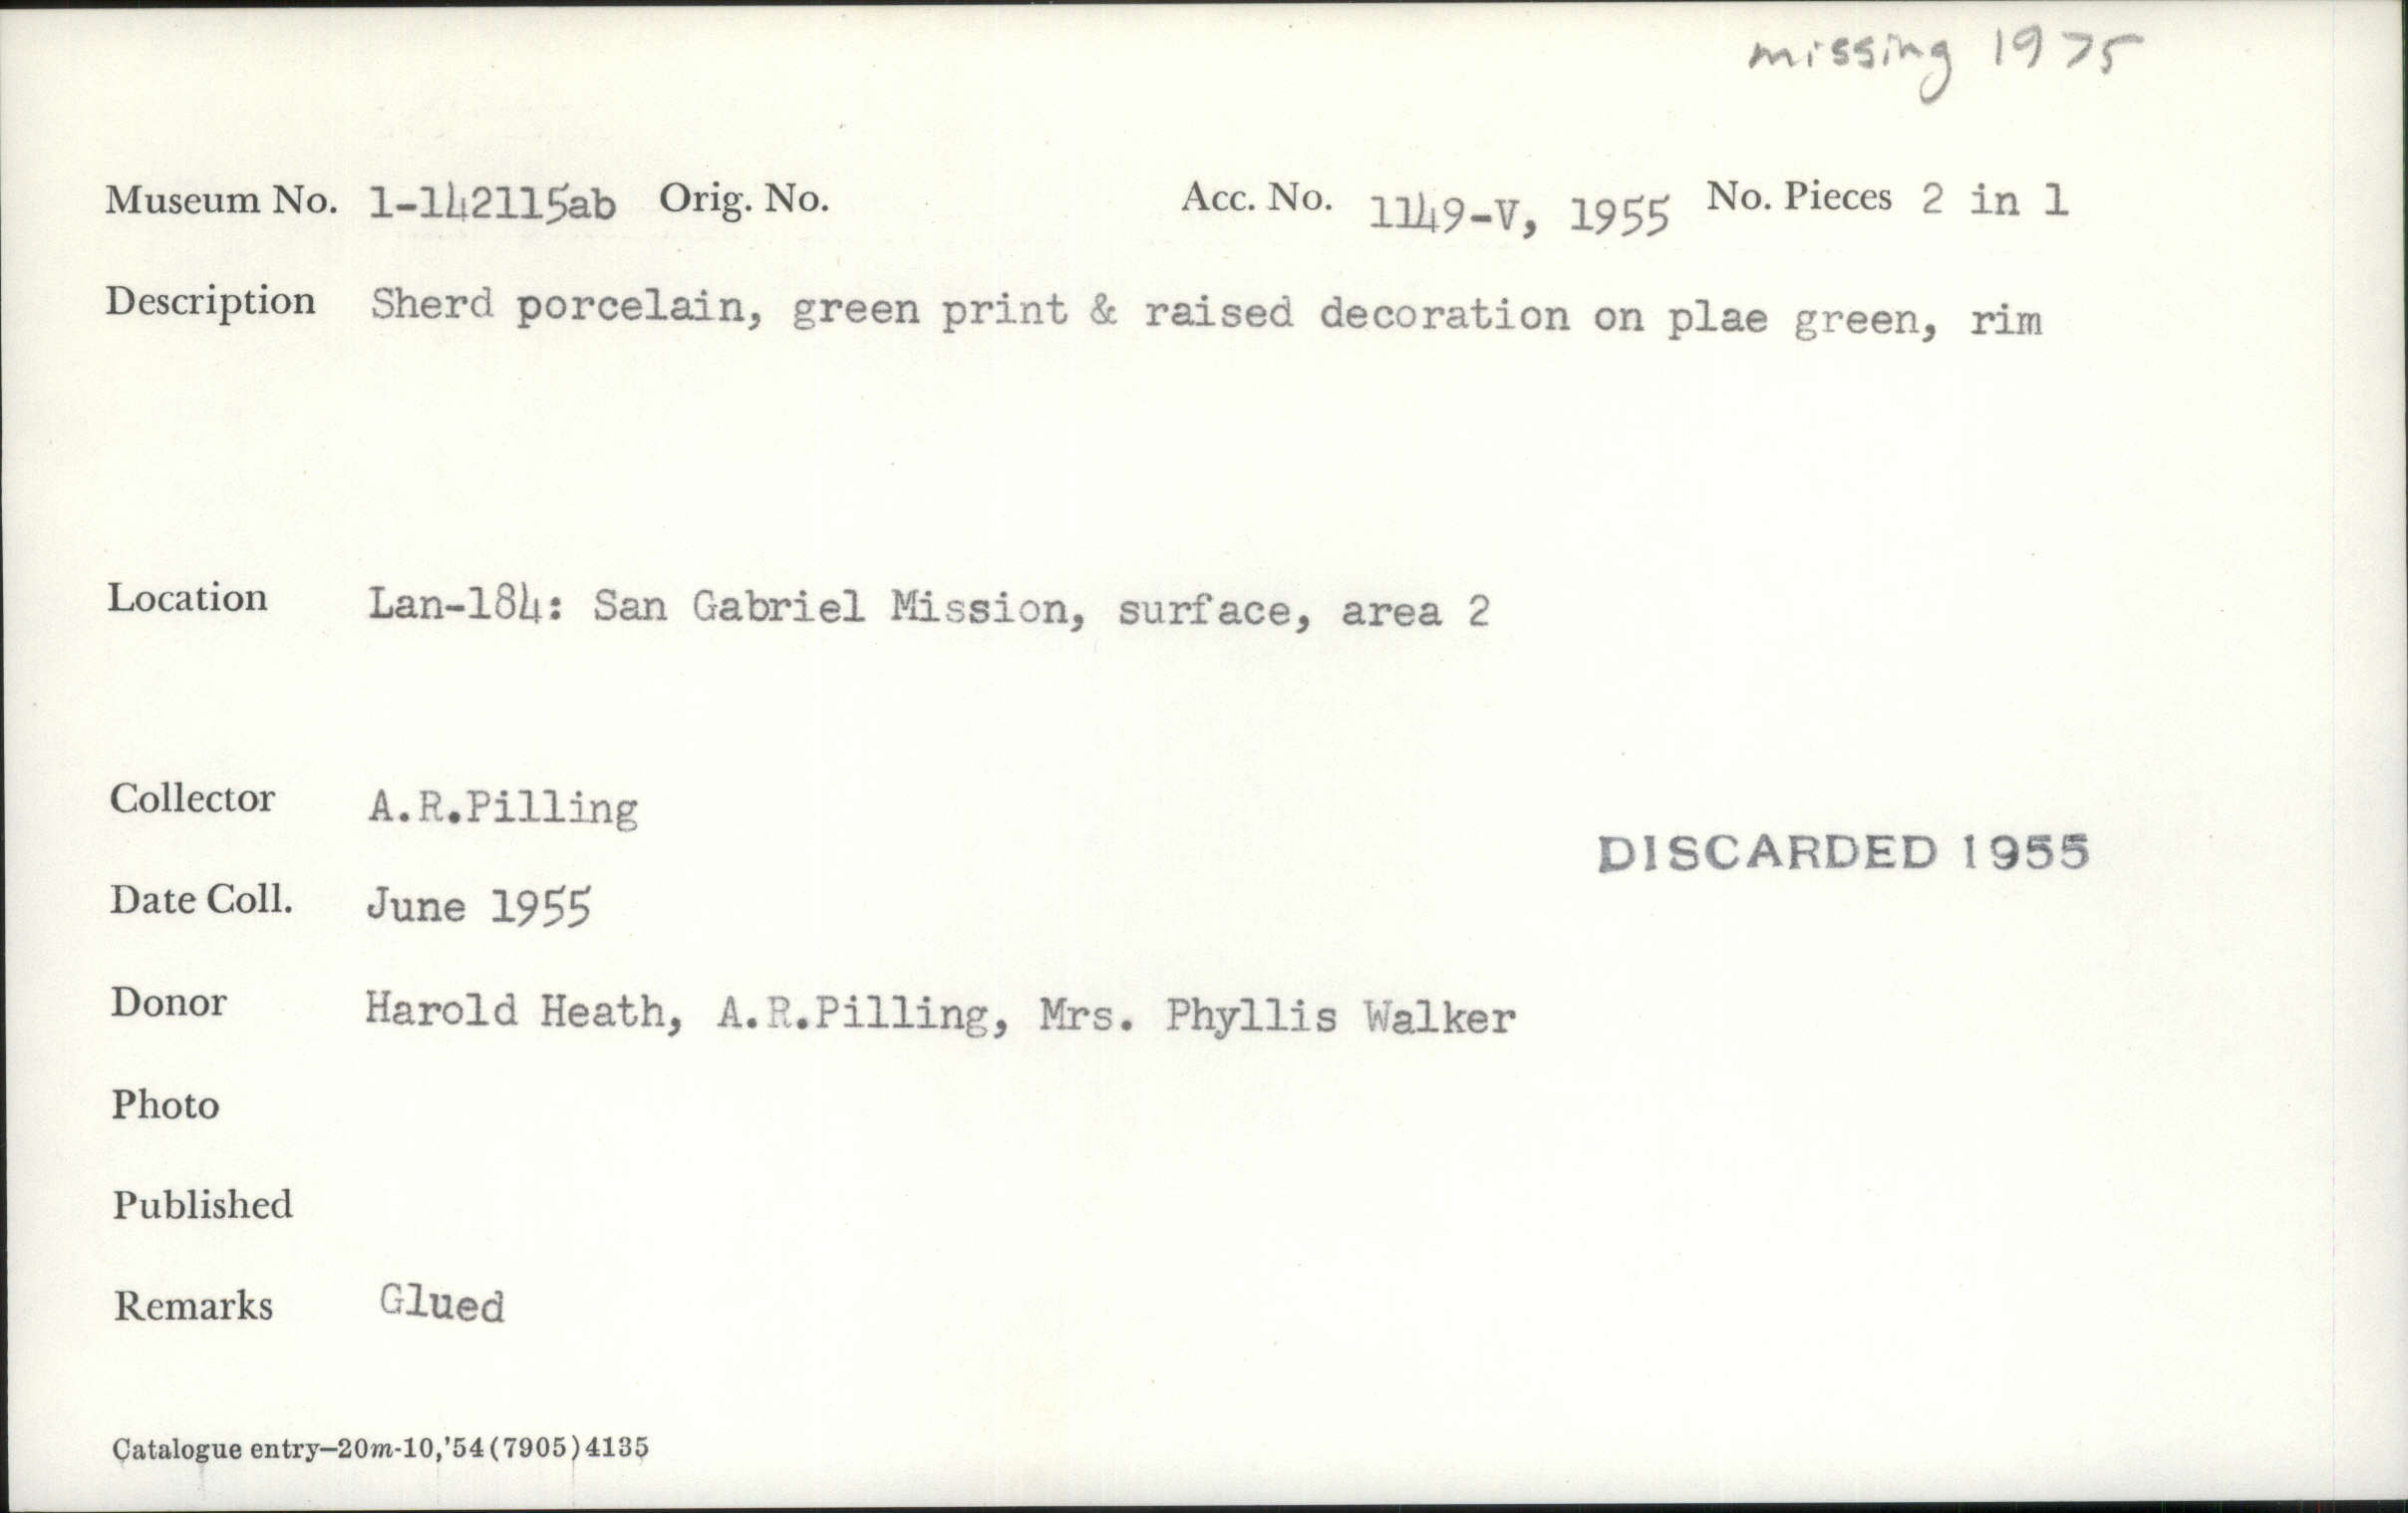 missing 1975
Museum No. 1-142115ab Orig. No. Acc. No. 1149-V, 1955 No. Pieces 2 in 1
Description Sherd porcelain, green print & raised decoration on plae green, rim
Location Lan-184: San Gabriel Mission, surface, area 2
Collector A.R.Pilling
DISCARDED 1955
Date Coll. June 1955
Donor Harold Heath, A.R.Pilling, Mrs. Phyllis Walker
Photo
Published
Remarks Glued
Catalogue entry—20m-10,'54(7905)4135